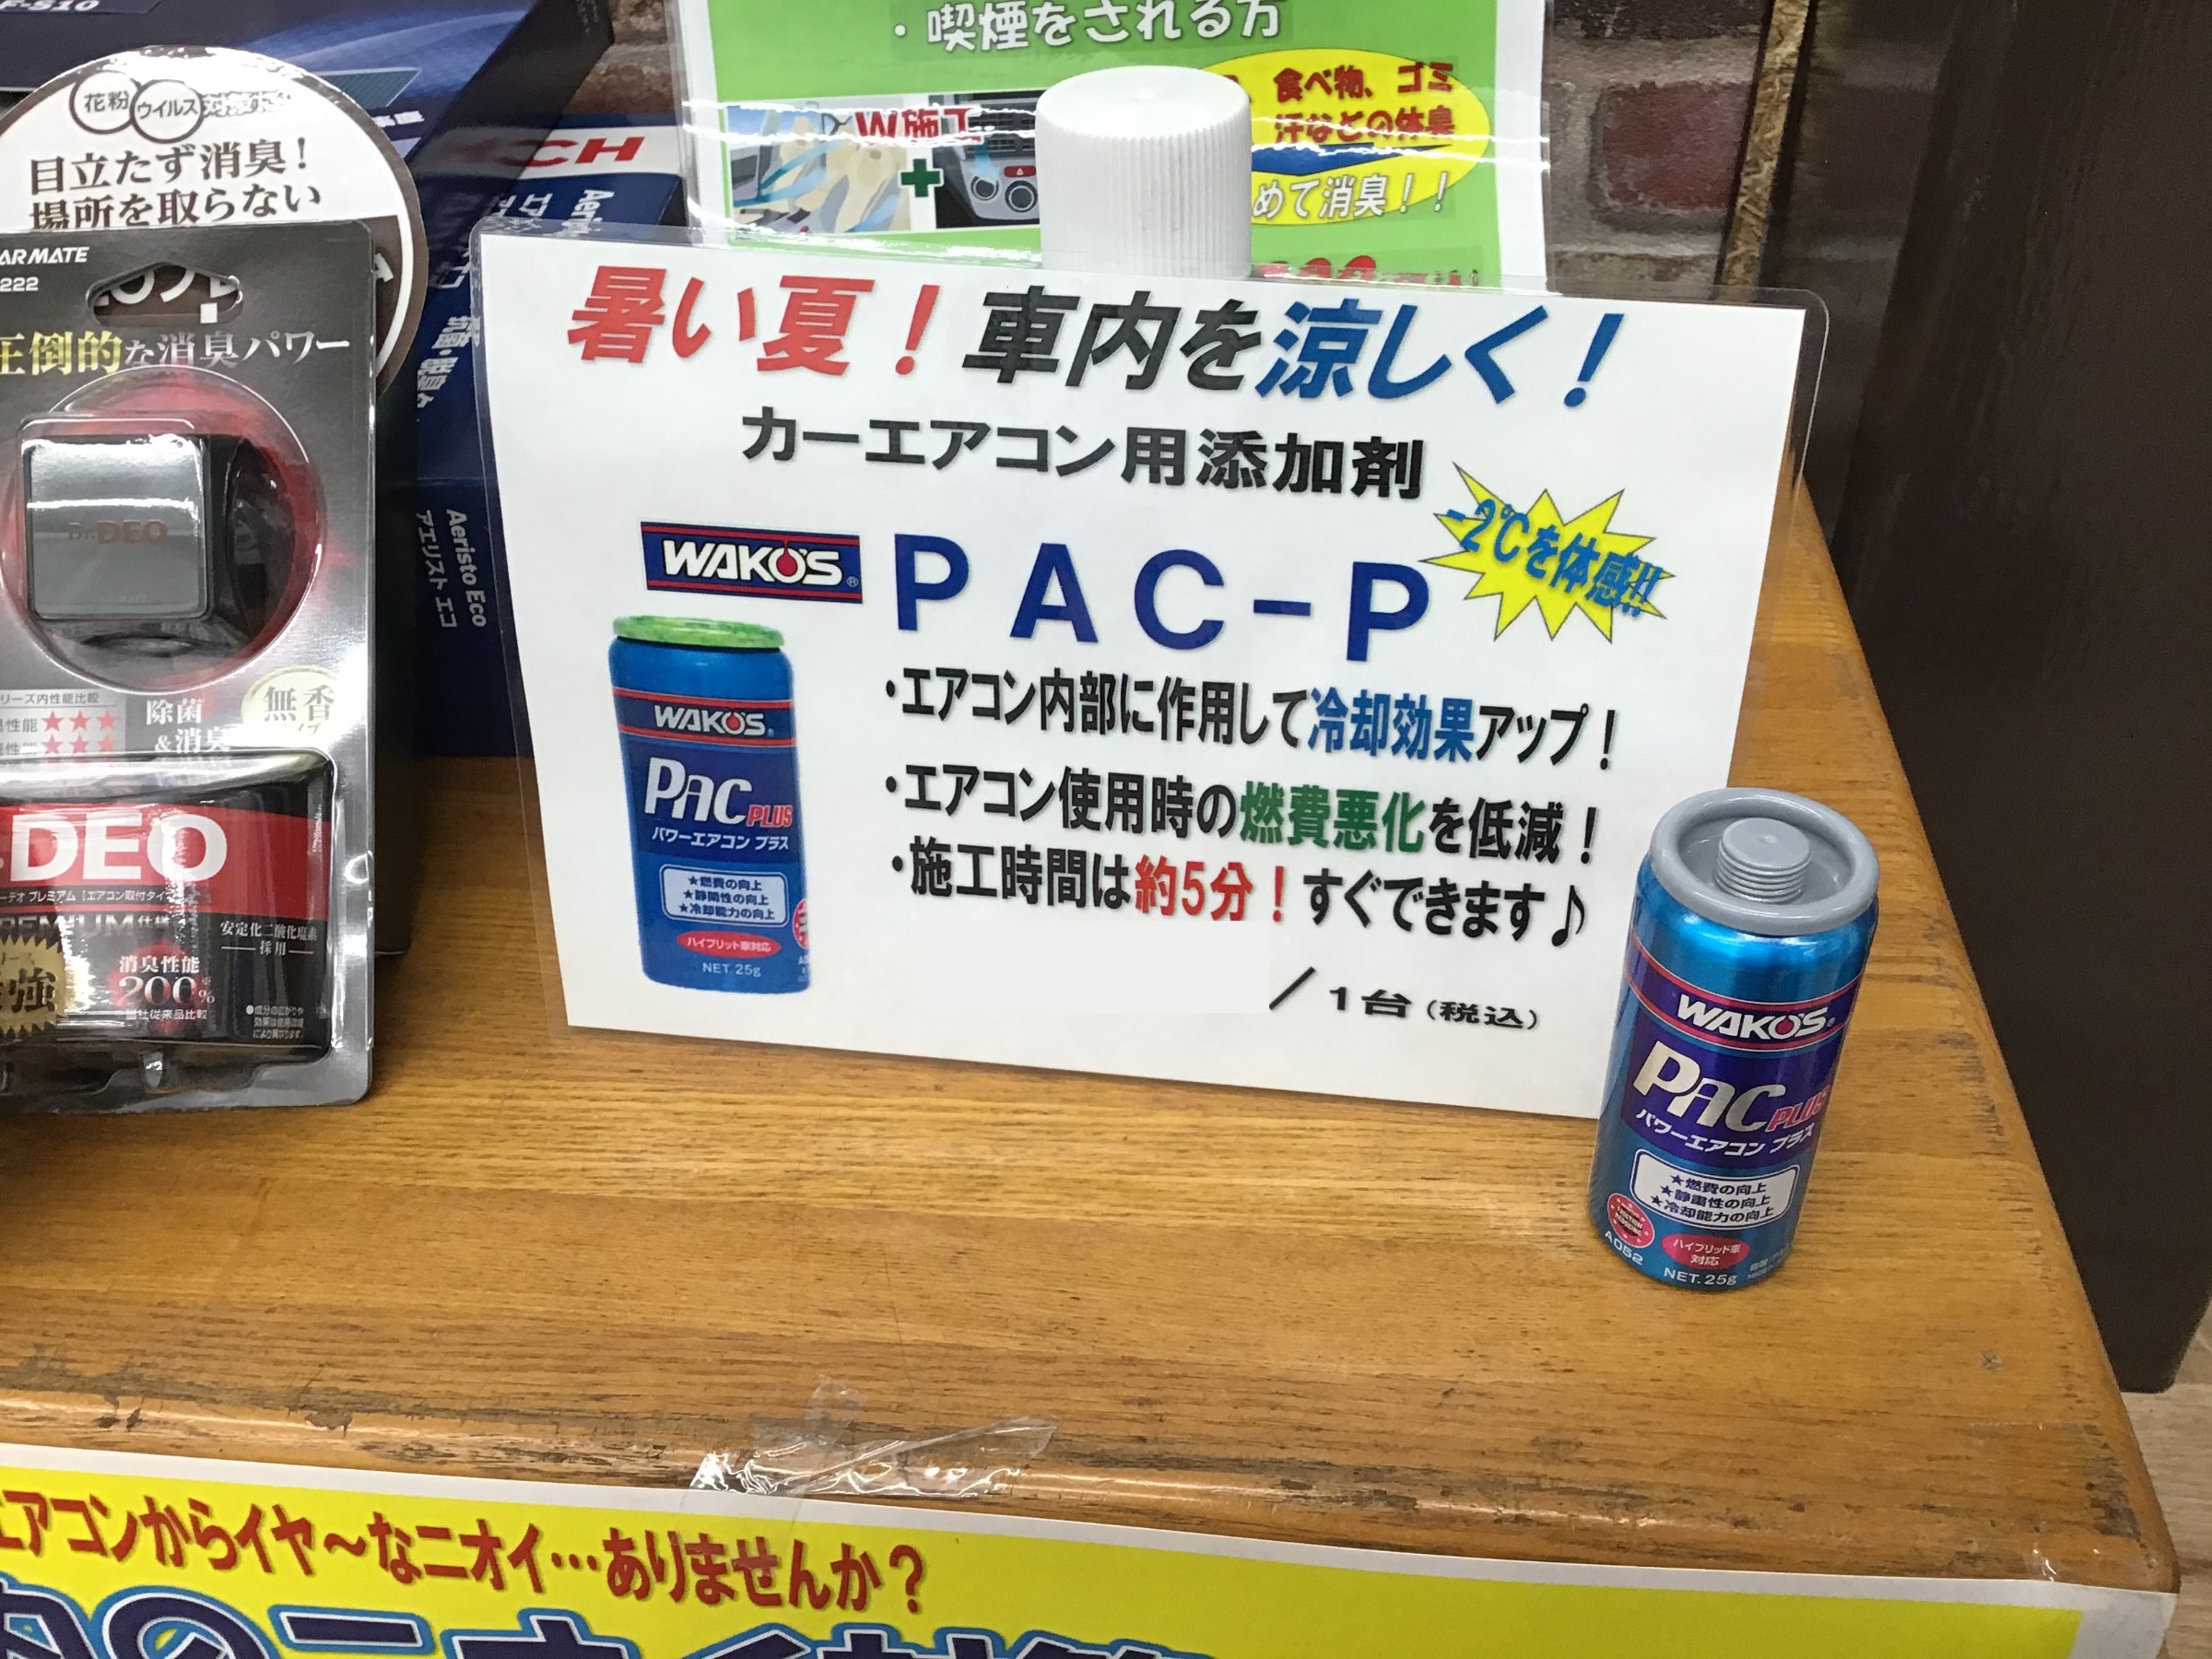 ・喫煙をされる方
食べ物、ゴミ
汗などの体臭
W施工
めて消臭！！
花粉
ウイルス
目立たず消臭！
場所を取らない
圧倒的な消臭パワー
Dr.DEO
除菌
&消臭
無香
DEO
安定化二酸化塩素
採用
消臭性能
200%
Aeristo Eco
アエリスト エコ
暑い夏！車内を涼しく！
カーエアコン用添加剤
WAKO'S® PAC-P
-2℃を体感!!
・エアコン内部に作用して冷却効果アップ！
・エアコン使用時の燃費悪化を低減！
・施工時間は約5分！すぐできます♪
／1台（税込）
WAKO'S®
PAC PLUS
パワーエアコン プラス
★燃費の向上
★静粛性の向上
★冷却能力の向上
ハイブリッド車対応
NET.25g
WAKO'S®
PAC PLUS
パワーエアコン プラス
★燃費の向上
★静粛性の向上
★冷却能力の向上
A052
ハイブリッド車
対応
NET.25g
エアコンからイヤ～なニオイ…ありませんか？